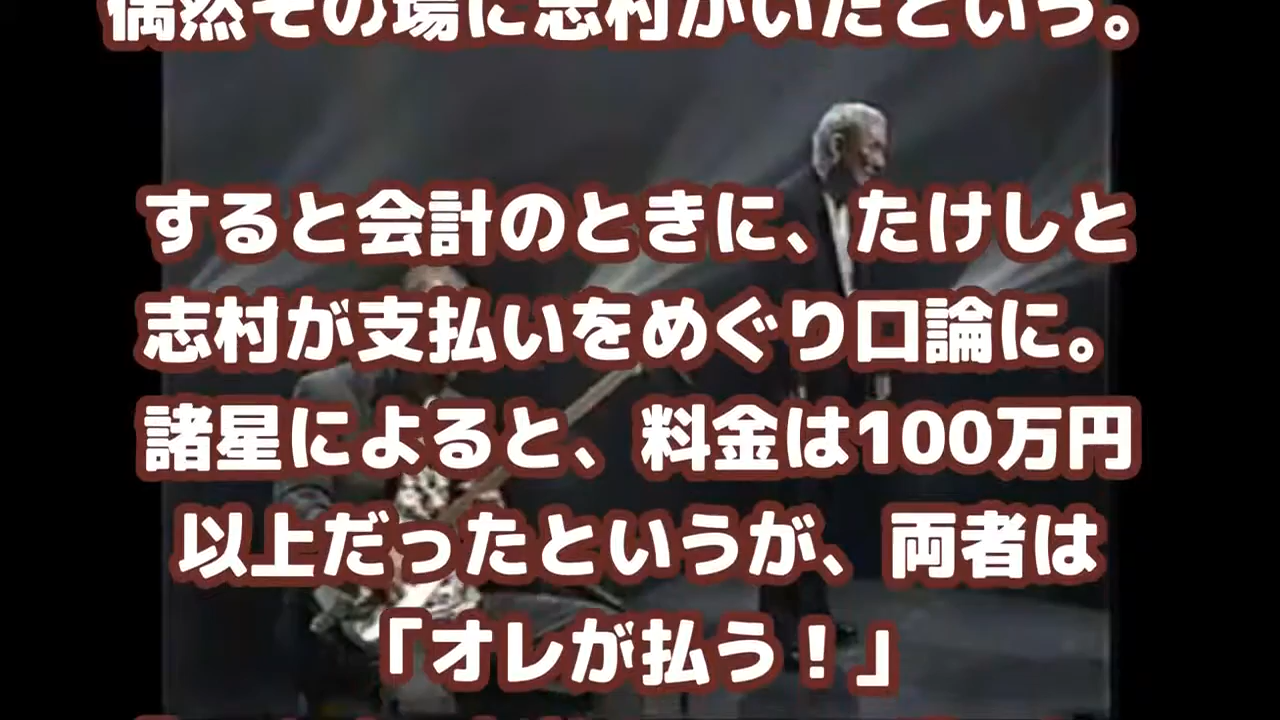 偶然その場に志村がいたという。
すると会計のときに、たけしと
志村が支払いをめぐり口論に。
諸星によると、料金は100万円
以上だったというが、両者は
「オレが払う！」